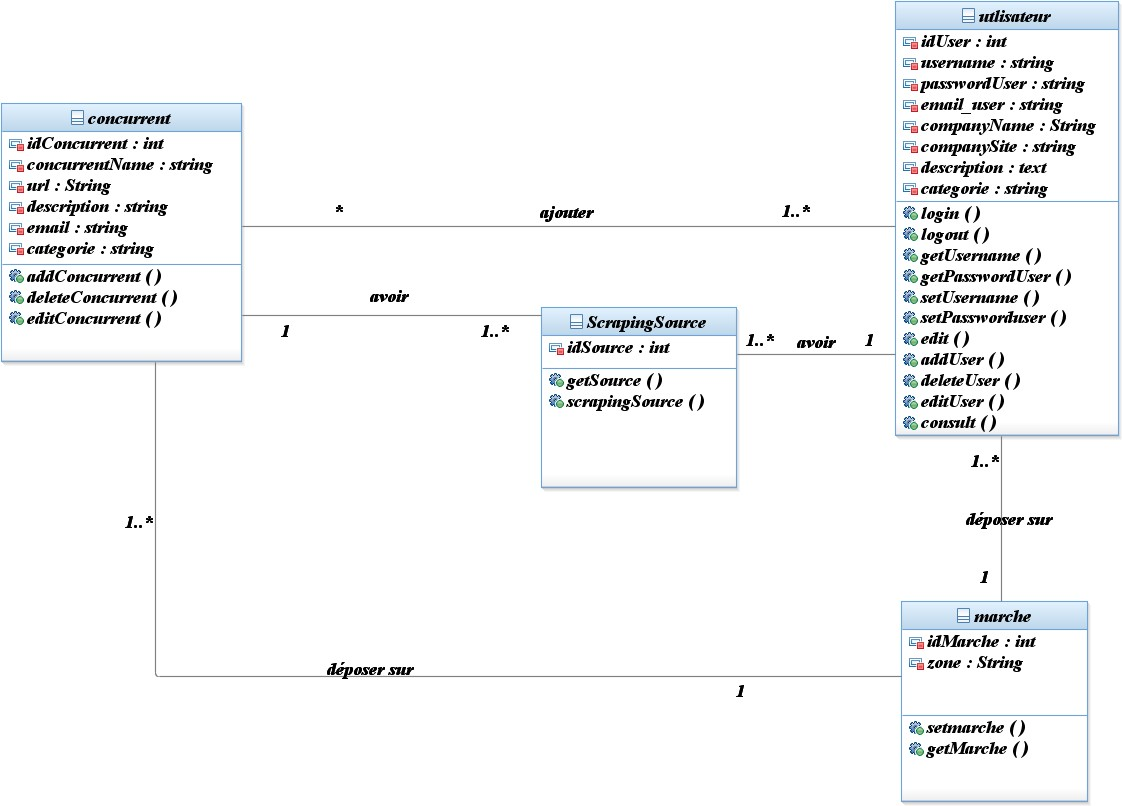 utlisateur
idUser : int
username : string
passwordUser : string
email_user : string
companyName : String
companySite : string
description : text
categorie : string
login ( )
logout ( )
getUsername ( )
getPasswordUser ( )
setUsername ( )
setPassworduser ( )
edit ( )
addUser ( )
deleteUser ( )
editUser ( )
consult ( )
concurrent
idConcurrent : int
concurrentName : string
url : String
description : string
email : string
categorie : string
addConcurrent ( )
deleteConcurrent ( )
editConcurrent ( )
* ajouter 1..*
avoir
1 1..*
ScrapingSource
idSource : int
getSource ( )
scrapingSource ( )
1..* avoir 1
1..*
déposer sur
1
1..*
déposer sur
1
marche
idMarche : int
zone : String
setmarche ( )
getMarche ( )